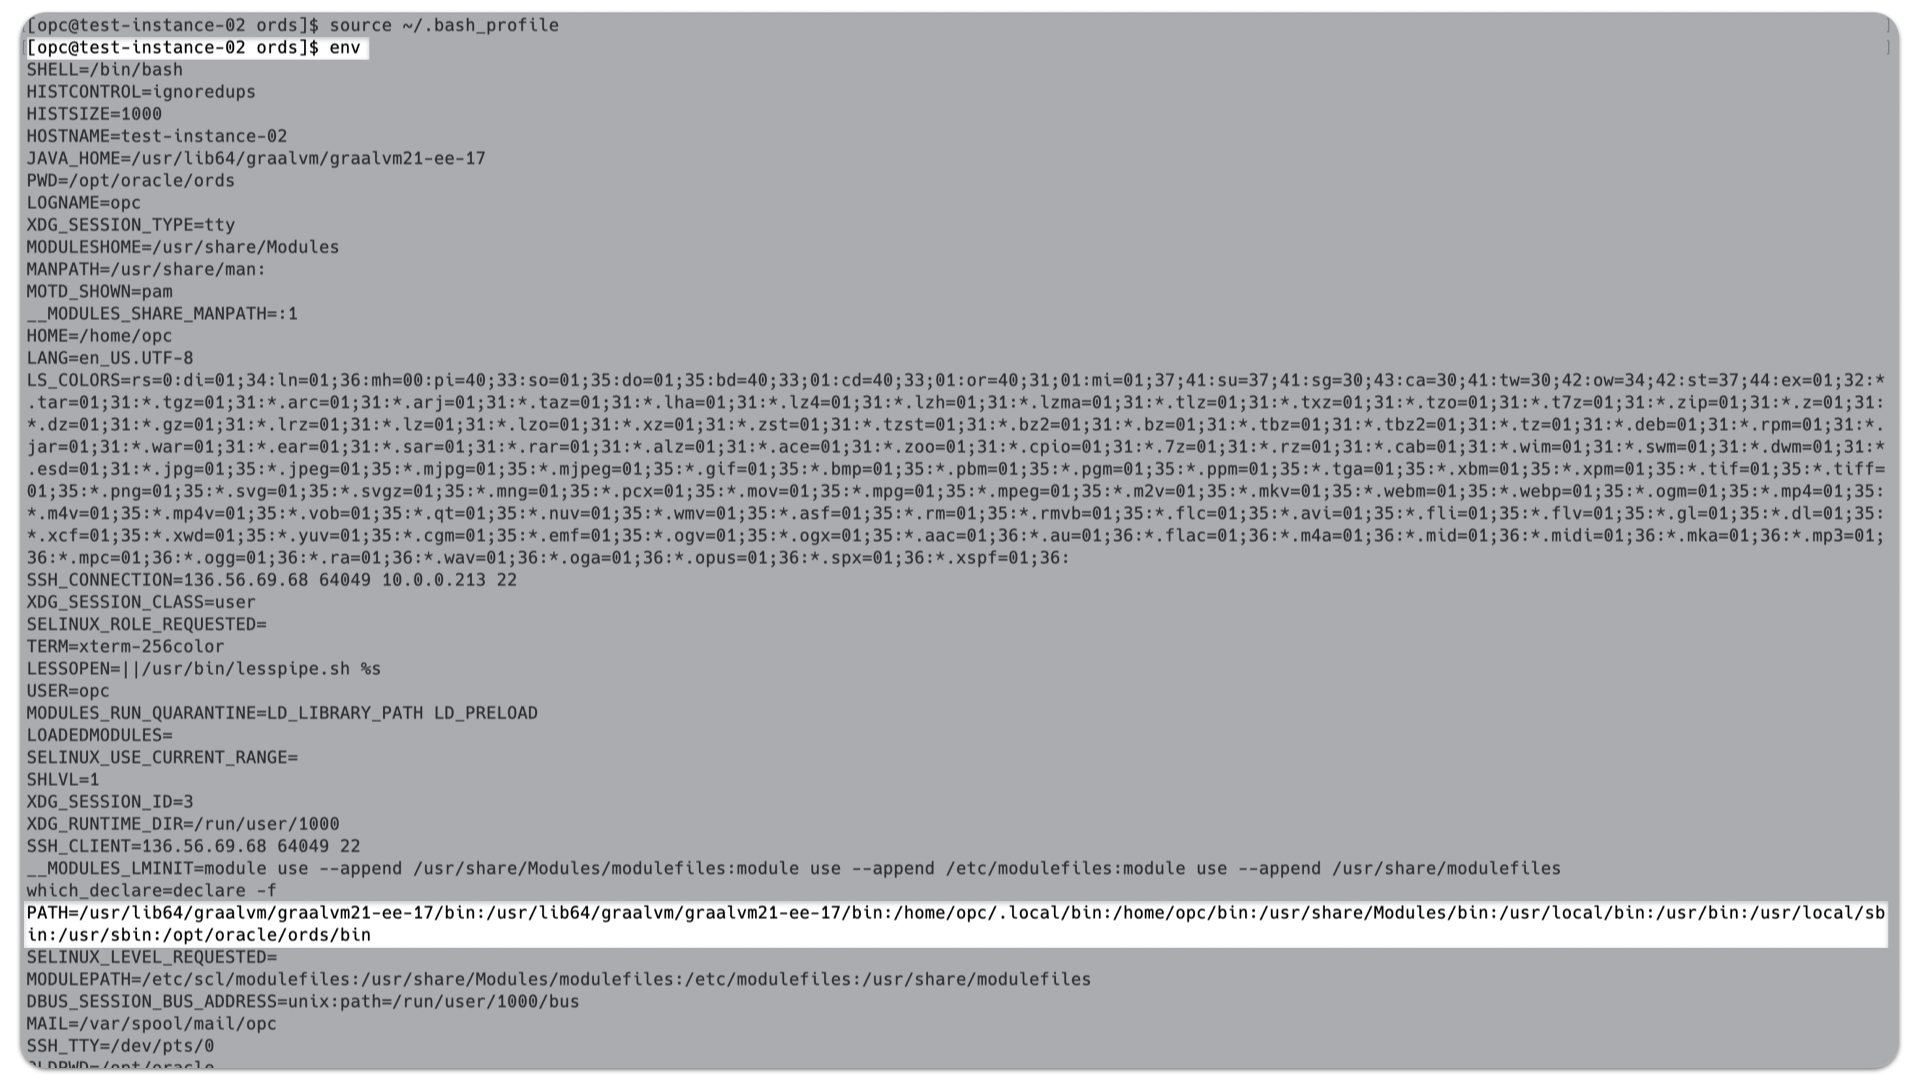 [opc@test-instance-02 ords]$ source ~/.bash_profile ]
[opc@test-instance-02 ords]$ env ]
SHELL=/bin/bash
HISTCONTROL=ignoredups
HISTSIZE=1000
HOSTNAME=test-instance-02
JAVA_HOME=/usr/lib64/graalvm/graalvm21-ee-17
PWD=/opt/oracle/ords
LOGNAME=opc
XDG_SESSION_TYPE=tty
MODULESHOME=/usr/share/Modules
MANPATH=/usr/share/man:
MOTD_SHOWN=pam
__MODULES_SHARE_MANPATH=:1
HOME=/home/opc
LANG=en_US.UTF-8
LS_COLORS=rs=0:di=01;34:ln=01;36:mh=00:pi=40;33:so=01;35:do=01;35:bd=40;33;01:cd=40;33;01:or=40;31;01:mi=01;37;41:su=37;41:sg=30;43:ca=30;41:tw=30;42:ow=34;42:st=37;44:ex=01;32:*
.tar=01;31:*.tgz=01;31:*.arc=01;31:*.arj=01;31:*.taz=01;31:*.lha=01;31:*.lz4=01;31:*.lzh=01;31:*.lzma=01;31:*.tlz=01;31:*.txz=01;31:*.tzo=01;31:*.t7z=01;31:*.zip=01;31:*.z=01;31:
*.dz=01;31:*.gz=01;31:*.lrz=01;31:*.lz=01;31:*.lzo=01;31:*.xz=01;31:*.zst=01;31:*.tzst=01;31:*.bz2=01;31:*.bz=01;31:*.tbz=01;31:*.tbz2=01;31:*.tz=01;31:*.deb=01;31:*.rpm=01;31:*.
jar=01;31:*.war=01;31:*.ear=01;31:*.sar=01;31:*.rar=01;31:*.alz=01;31:*.ace=01;31:*.zoo=01;31:*.cpio=01;31:*.7z=01;31:*.rz=01;31:*.cab=01;31:*.wim=01;31:*.swm=01;31:*.dwm=01;31:*
.esd=01;31:*.jpg=01;35:*.jpeg=01;35:*.mjpg=01;35:*.mjpeg=01;35:*.gif=01;35:*.bmp=01;35:*.pbm=01;35:*.pgm=01;35:*.ppm=01;35:*.tga=01;35:*.xbm=01;35:*.xpm=01;35:*.tif=01;35:*.tiff=
01;35:*.png=01;35:*.svg=01;35:*.svgz=01;35:*.mng=01;35:*.pcx=01;35:*.mov=01;35:*.mpg=01;35:*.mpeg=01;35:*.m2v=01;35:*.mkv=01;35:*.webm=01;35:*.webp=01;35:*.ogm=01;35:*.mp4=01;35:
*.m4v=01;35:*.mp4v=01;35:*.vob=01;35:*.qt=01;35:*.nuv=01;35:*.wmv=01;35:*.asf=01;35:*.rm=01;35:*.rmvb=01;35:*.flc=01;35:*.avi=01;35:*.fli=01;35:*.flv=01;35:*.gl=01;35:*.dl=01;35:
*.xcf=01;35:*.xwd=01;35:*.yuv=01;35:*.cgm=01;35:*.emf=01;35:*.ogv=01;35:*.ogx=01;35:*.aac=01;36:*.au=01;36:*.flac=01;36:*.m4a=01;36:*.mid=01;36:*.midi=01;36:*.mka=01;36:*.mp3=01;
36:*.mpc=01;36:*.ogg=01;36:*.ra=01;36:*.wav=01;36:*.oga=01;36:*.opus=01;36:*.spx=01;36:*.xspf=01;36:
SSH_CONNECTION=136.56.69.68 64049 10.0.0.213 22
XDG_SESSION_CLASS=user
SELINUX_ROLE_REQUESTED=
TERM=xterm-256color
LESSOPEN=||/usr/bin/lesspipe.sh %s
USER=opc
MODULES_RUN_QUARANTINE=LD_LIBRARY_PATH LD_PRELOAD
LOADEDMODULES=
SELINUX_USE_CURRENT_RANGE=
SHLVL=1
XDG_SESSION_ID=3
XDG_RUNTIME_DIR=/run/user/1000
SSH_CLIENT=136.56.69.68 64049 22
__MODULES_LMINIT=module use --append /usr/share/Modules/modulefiles:module use --append /etc/modulefiles:module use --append /usr/share/modulefiles
which_declare=declare -f
PATH=/usr/lib64/graalvm/graalvm21-ee-17/bin:/usr/lib64/graalvm/graalvm21-ee-17/bin:/home/opc/.local/bin:/home/opc/bin:/usr/share/Modules/bin:/usr/local/bin:/usr/bin:/usr/local/sb
in:/usr/sbin:/opt/oracle/ords/bin
SELINUX_LEVEL_REQUESTED=
MODULEPATH=/etc/scl/modulefiles:/usr/share/Modules/modulefiles:/etc/modulefiles:/usr/share/modulefiles
DBUS_SESSION_BUS_ADDRESS=unix:path=/run/user/1000/bus
MAIL=/var/spool/mail/opc
SSH_TTY=/dev/pts/0
OLDPWD=/opt/oracle